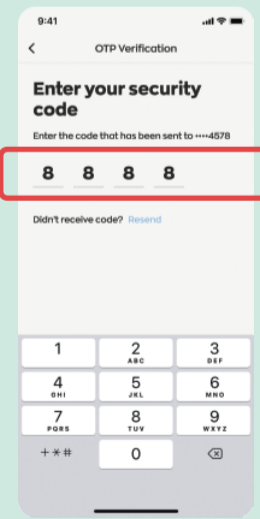 9:41
OTP Verification
Enter your security
code
Enter the code that has been sent to ••••4578
8 8 8 8
Didn't receive code? Resend
1 2 3
ABC DEF
4 5 6
GHI JKL MNO
7 8 9
PQRS TUV WXYZ
+*# 0